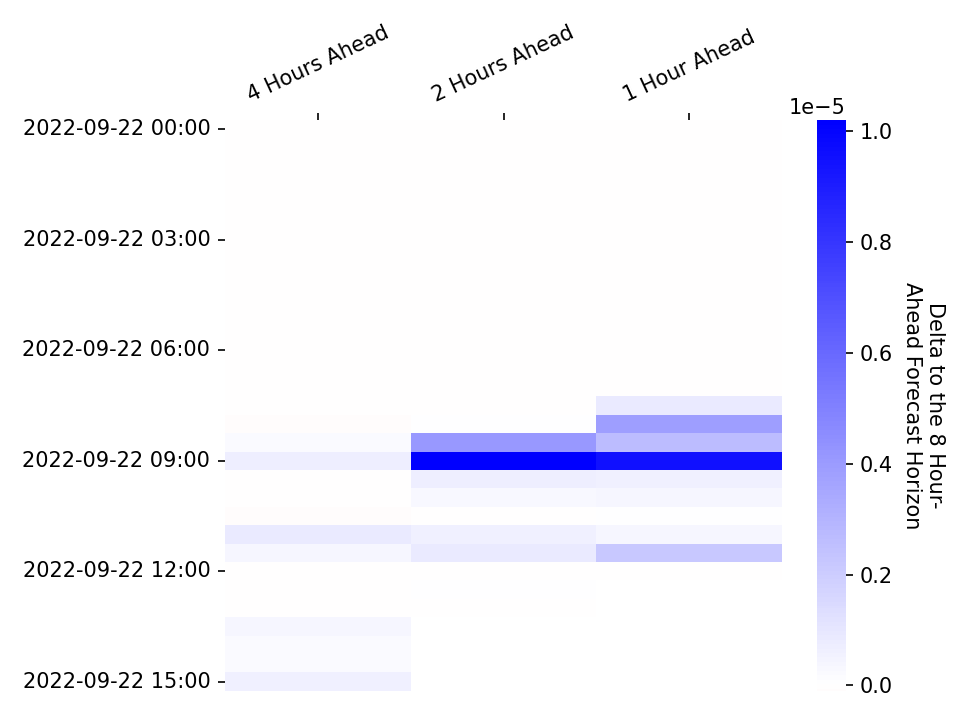 4 Hours Ahead
2 Hours Ahead
1 Hour Ahead
1e−5
2022-09-22 00:00
2022-09-22 03:00
2022-09-22 06:00
2022-09-22 09:00
2022-09-22 12:00
2022-09-22 15:00
1.0
0.8
0.6
0.4
0.2
0.0
Delta to the 8 Hour-
Ahead Forecast Horizon